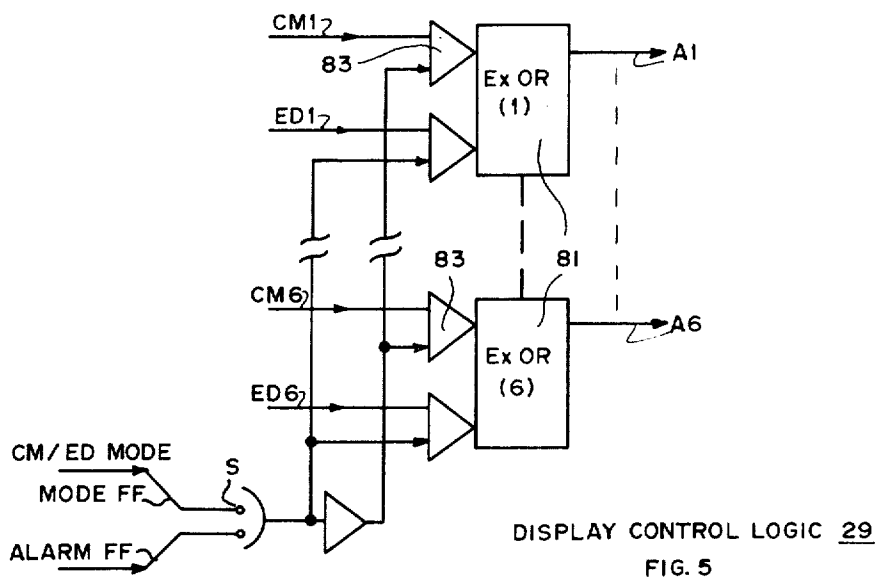 CM1
83
Ex OR
(1)
A1
ED1
CM6
83
81
A6
Ex OR
(6)
ED6
CM/ED MODE
S
MODE FF
ALARM FF
DISPLAY CONTROL LOGIC 29
FIG. 5